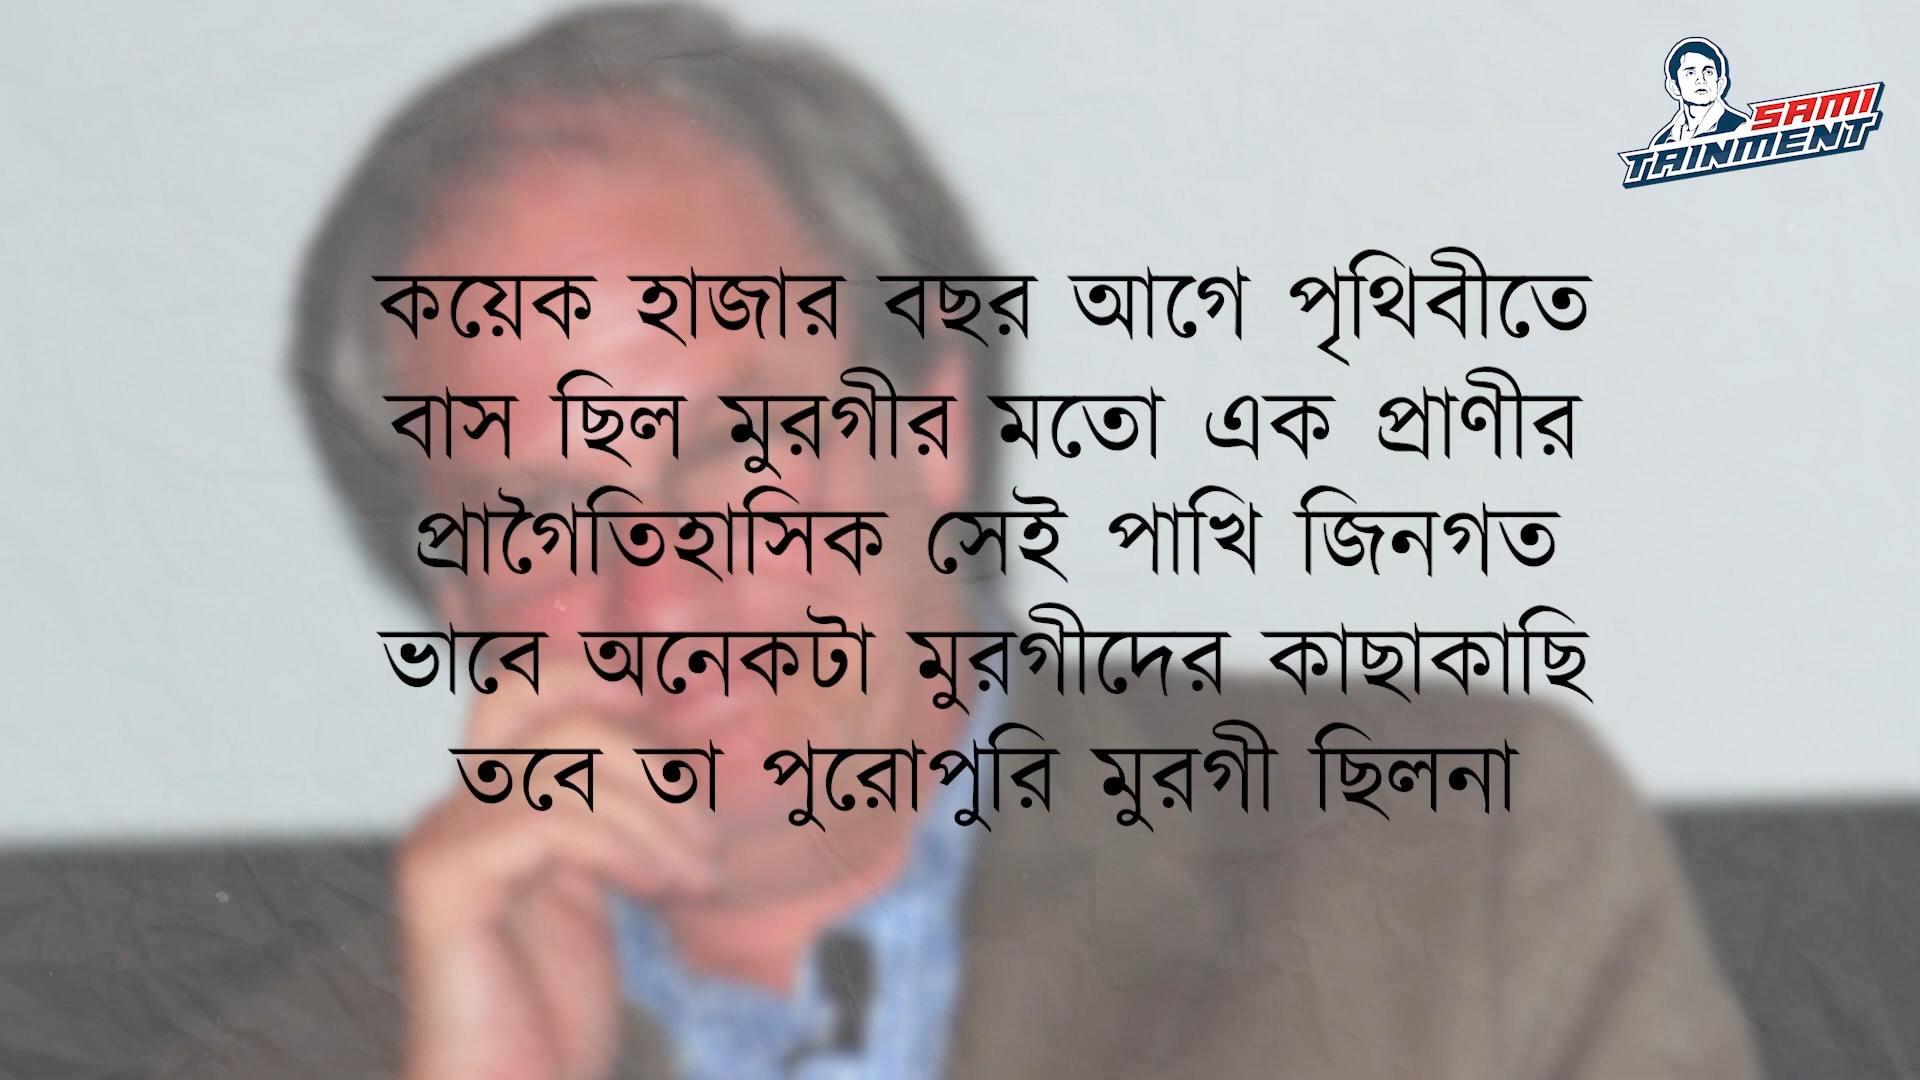 SAMI
TAINMENT
কয়েক হাজার বছর আগে পৃথিবীতে
বাস ছিল মুরগীর মতো এক প্রাণীর
প্রাগৈতিহাসিক সেই পাখি জিনগত
ভাবে অনেকটা মুরগীদের কাছাকাছি
তবে তা পুরোপুরি মুরগী ছিলনা